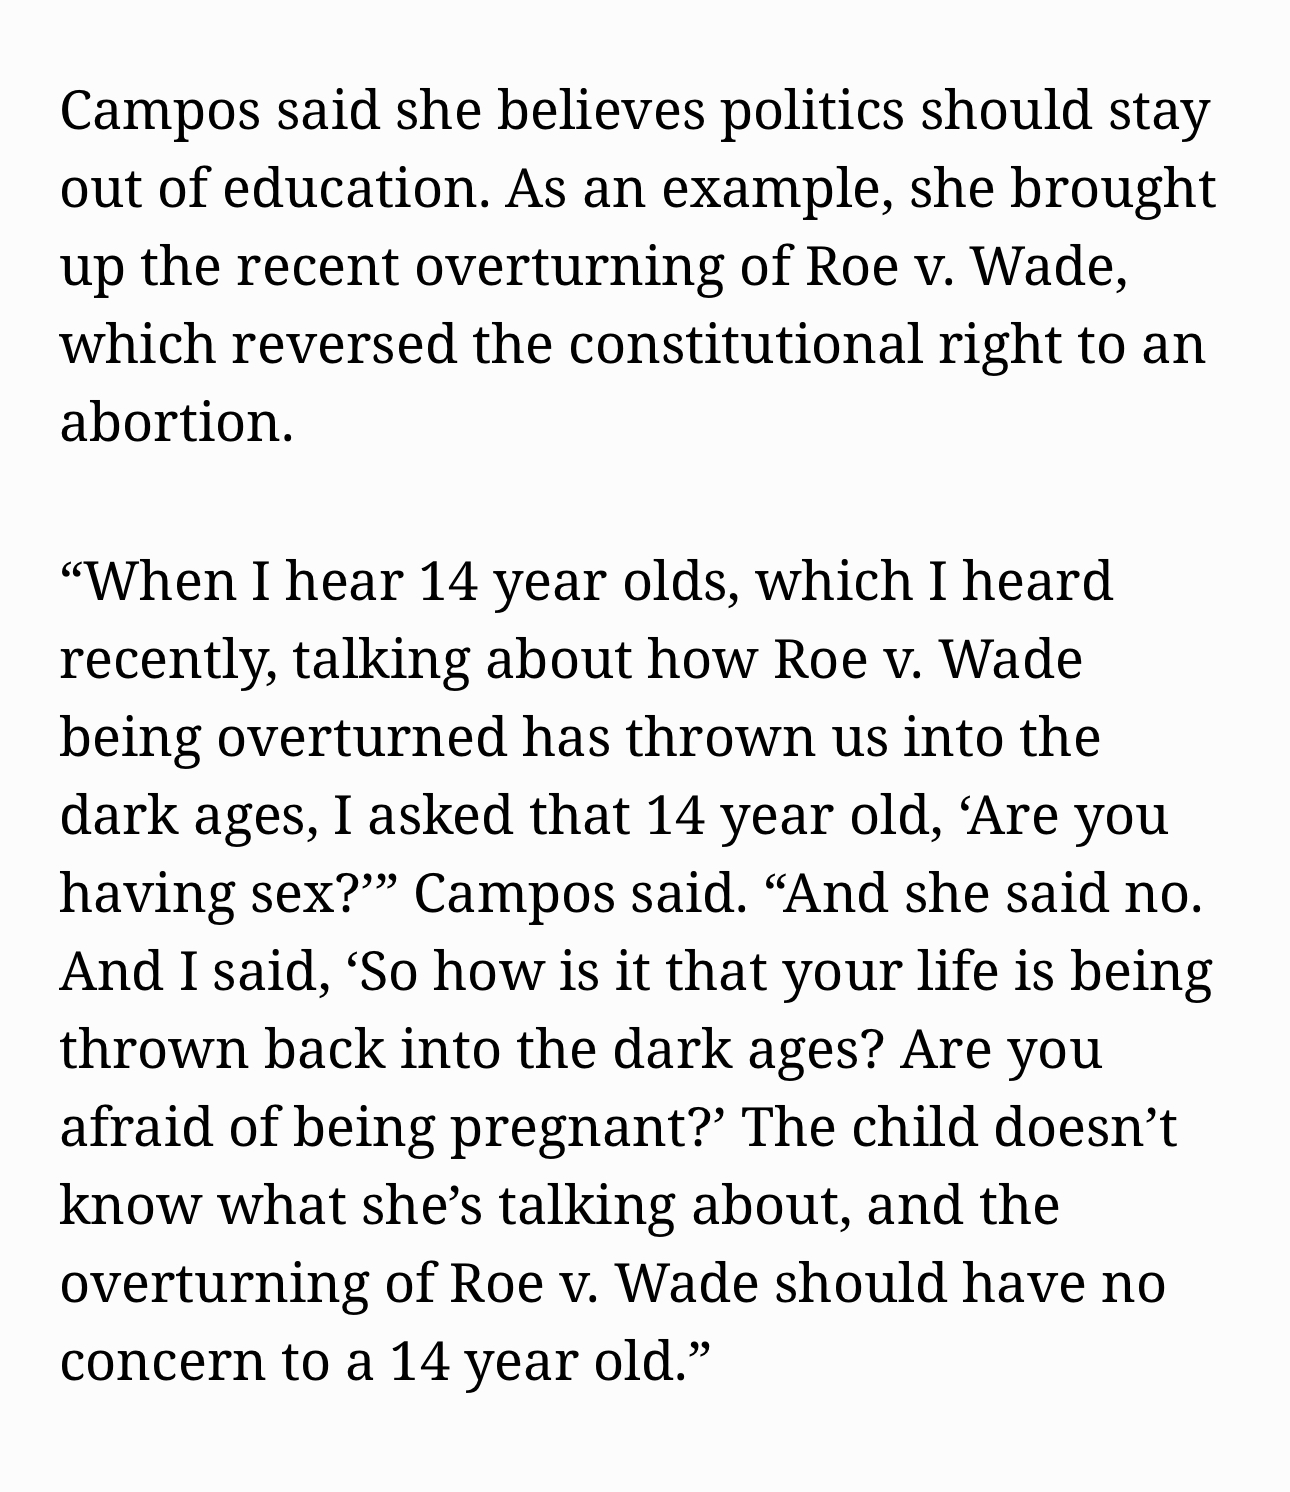 Campos said she believes politics should stay
out of education. As an example, she brought
up the recent overturning of Roe v. Wade,
which reversed the constitutional right to an
abortion.
“When I hear 14 year olds, which I heard
recently, talking about how Roe v. Wade
being overturned has thrown us into the
dark ages, I asked that 14 year old, ‘Are you
having sex?’” Campos said. “And she said no.
And I said, ‘So how is it that your life is being
thrown back into the dark ages? Are you
afraid of being pregnant?’ The child doesn’t
know what she’s talking about, and the
overturning of Roe v. Wade should have no
concern to a 14 year old.”